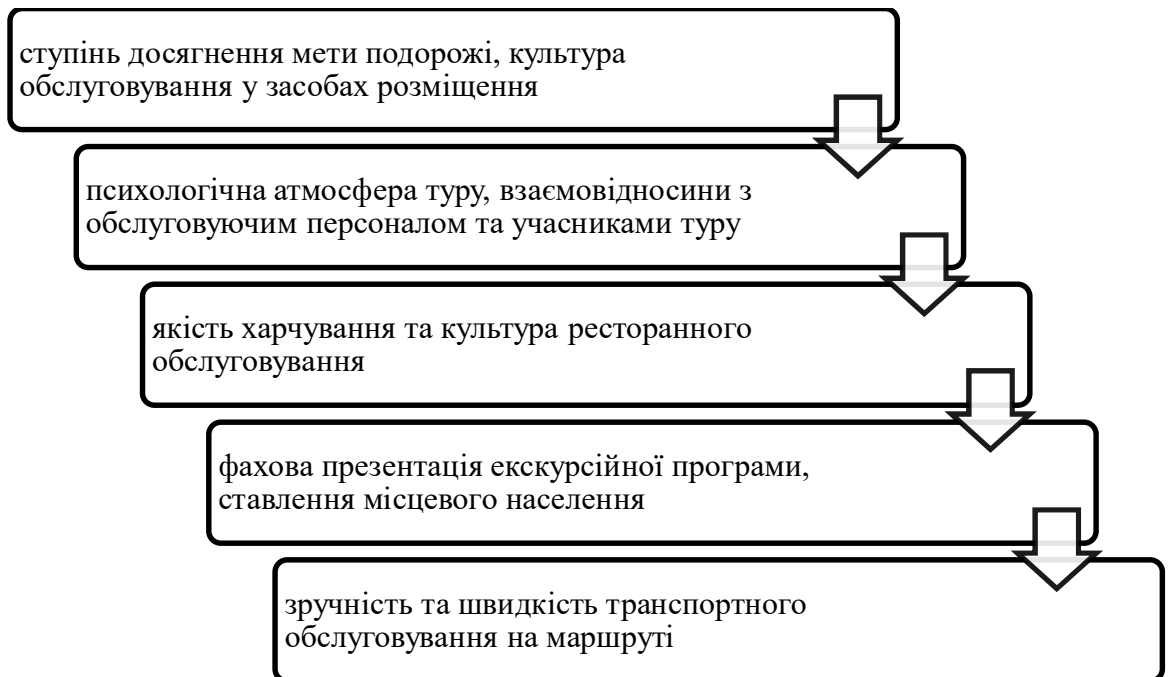 ступінь досягнення мети подорожі, культура
обслуговування у засобах розміщення
психологічна атмосфера туру, взаємовідносини з
обслуговуючим персоналом та учасниками туру
якість харчування та культура ресторанного
обслуговування
фахова презентація екскурсійної програми,
ставлення місцевого населення
зручність та швидкість транспортного
обслуговування на маршруті